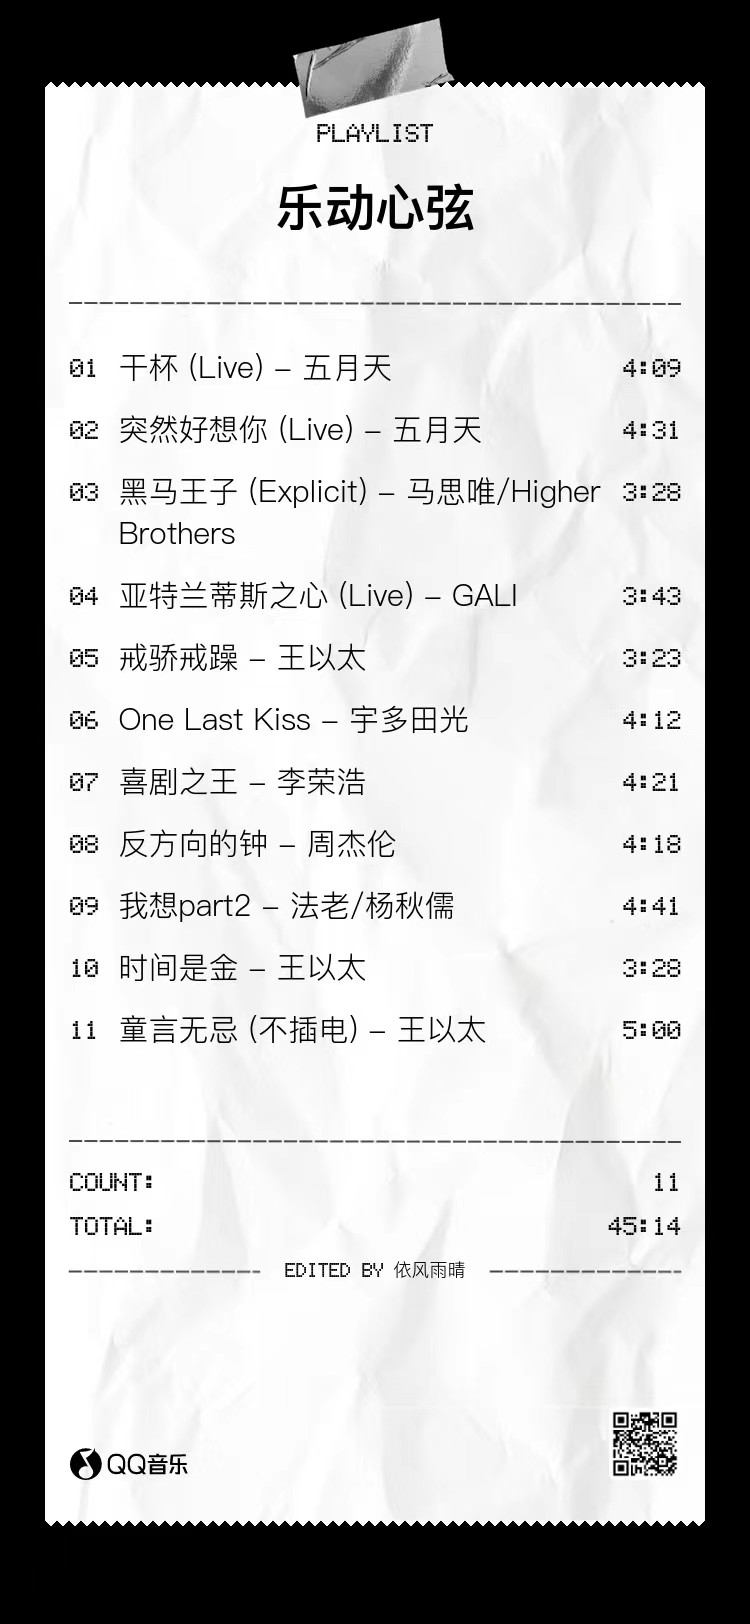 PLAYLIST
乐动心弦
01 干杯 (Live) – 五月天 4:09
02 突然好想你 (Live) – 五月天 4:31
03 黑马王子 (Explicit) – 马思唯/Higher 3:28
Brothers
04 亚特兰蒂斯之心 (Live) – GALI 3:43
05 戒骄戒躁 – 王以太 3:23
06 One Last Kiss – 宇多田光 4:12
07 喜剧之王 – 李荣浩 4:21
08 反方向的钟 – 周杰伦 4:18
09 我想part2 – 法老/杨秋儒 4:41
10 时间是金 – 王以太 3:28
11 童言无忌 (不插电) – 王以太 5:00
COUNT: 11
TOTAL: 45:14
EDITED BY 依风雨晴
QQ音乐